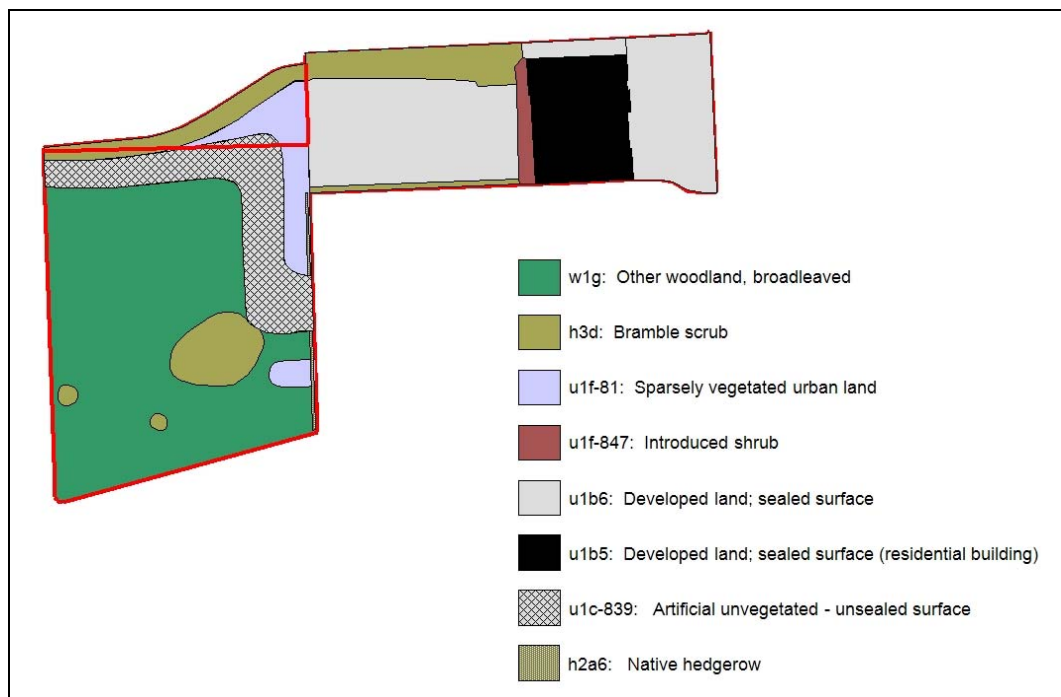 w1g: Other woodland, broadleaved
h3d: Bramble scrub
u1f-81: Sparsely vegetated urban land
u1f-847: Introduced shrub
u1b6: Developed land; sealed surface
u1b5: Developed land; sealed surface (residential building)
u1c-839: Artificial unvegetated - unsealed surface
h2a6: Native hedgerow